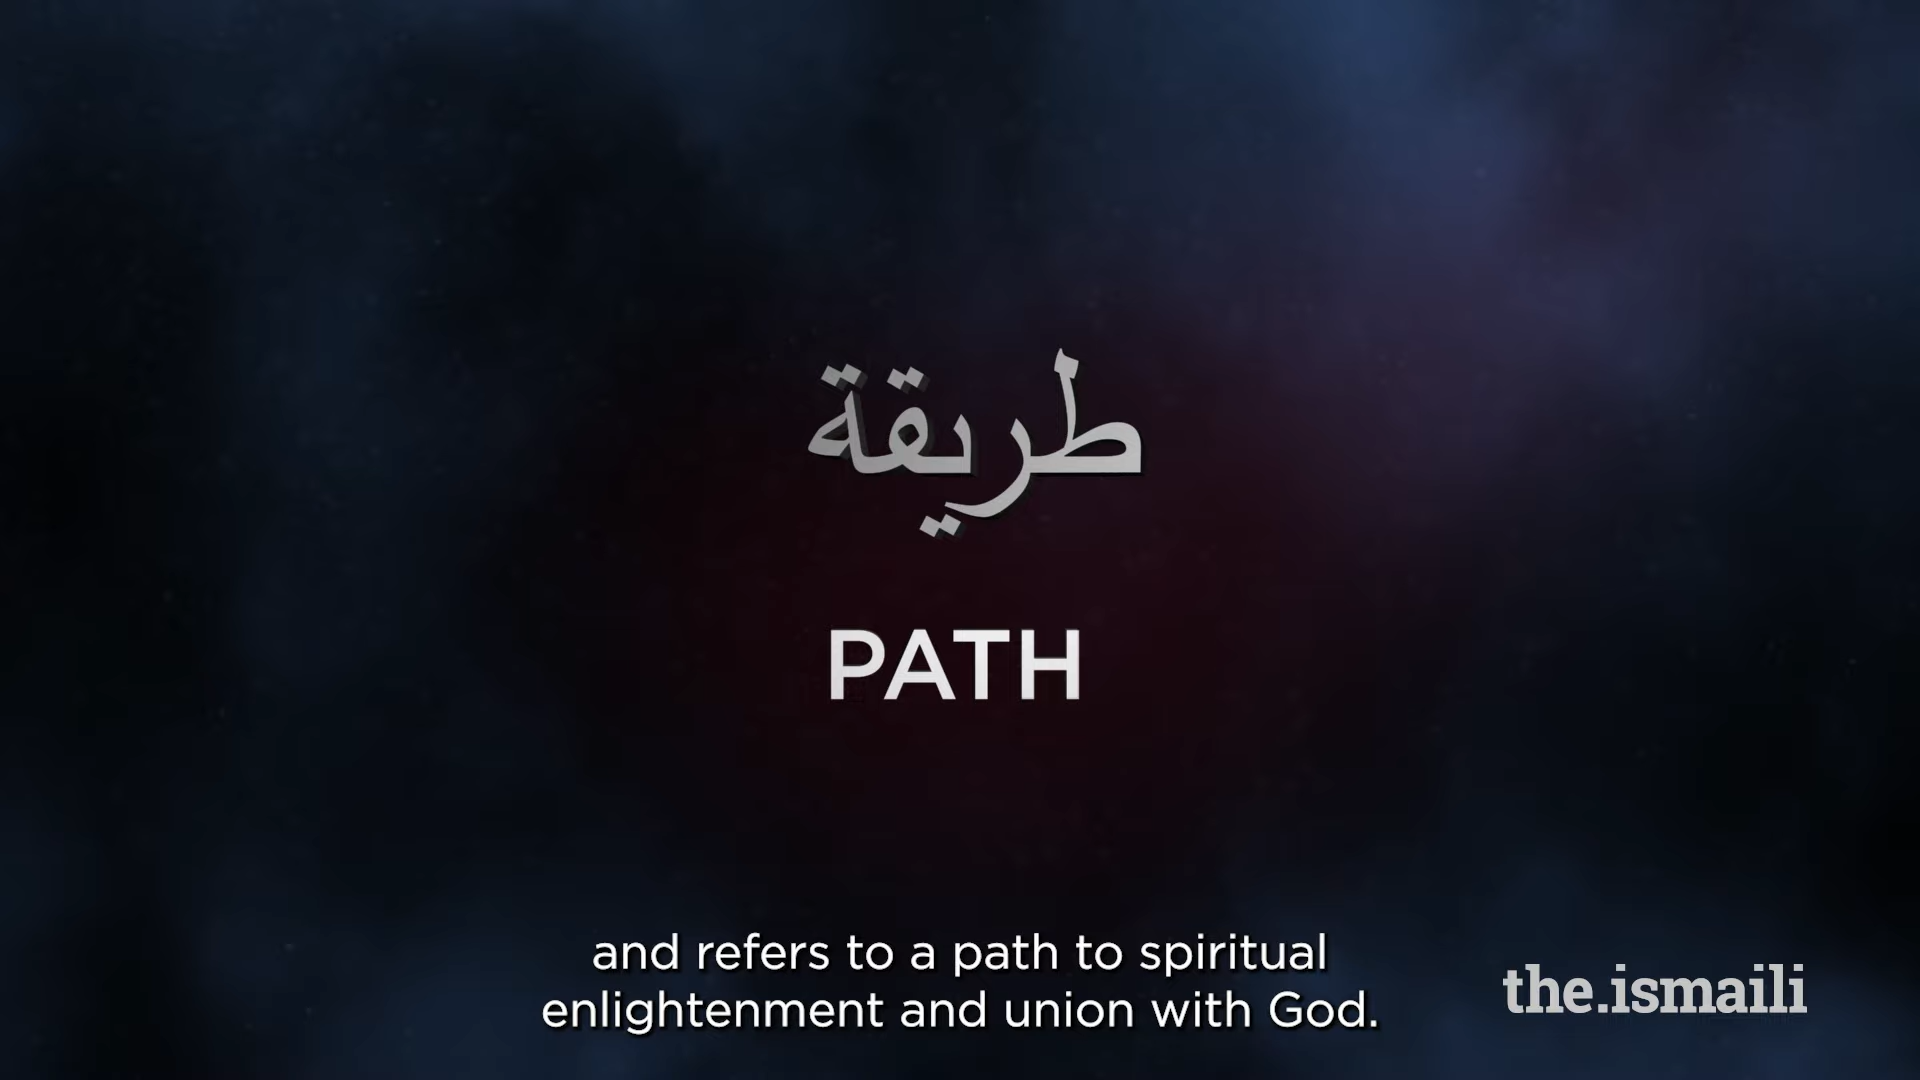 طريقة
PATH
and refers to a path to spiritual
enlightenment and union with God.
the.ismaili